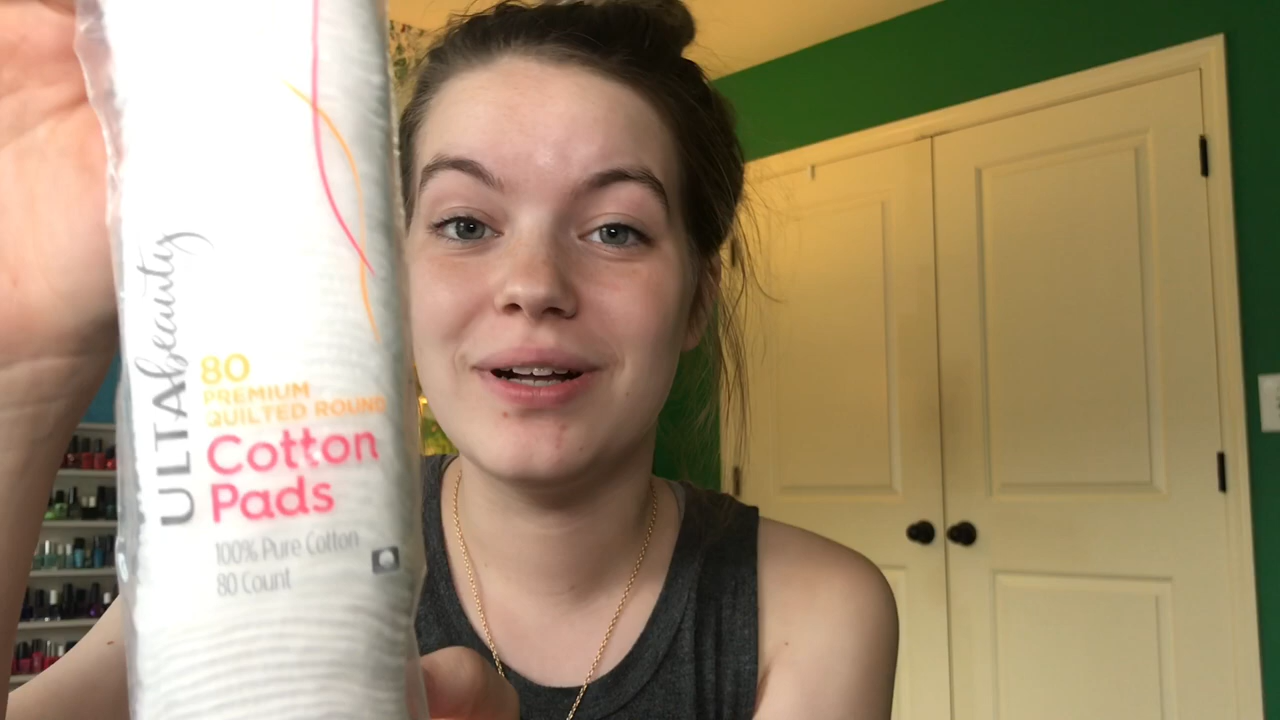 ULTA beauty
80
PREMIUM
QUILTED ROUND
Cotton
Pads
100% Pure Cotton
80 Count